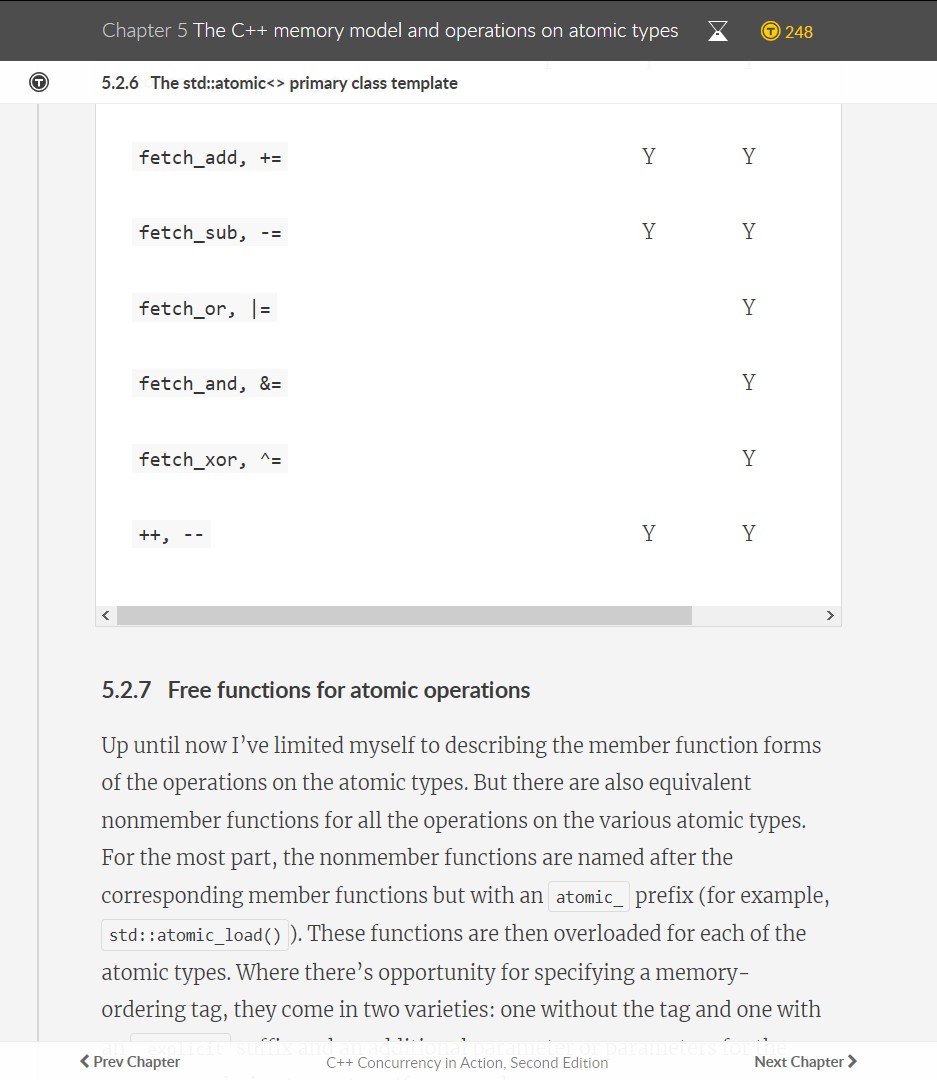 Chapter 5 The C++ memory model and operations on atomic types 248
5.2.6 The std::atomic<> primary class template
fetch_add, += Y Y
fetch_sub, -= Y Y
fetch_or, |= Y
fetch_and, &= Y
fetch_xor, ^= Y
++, -- Y Y
5.2.7 Free functions for atomic operations
Up until now I’ve limited myself to describing the member function forms
of the operations on the atomic types. But there are also equivalent
nonmember functions for all the operations on the various atomic types.
For the most part, the nonmember functions are named after the
corresponding member functions but with an atomic_ prefix (for example,
std::atomic_load() ). These functions are then overloaded for each of the
atomic types. Where there’s opportunity for specifying a memory-
ordering tag, they come in two varieties: one without the tag and one with
an _explicit suffix and an additional parameter or parameters for the
Prev Chapter C++ Concurrency in Action, Second Edition Next Chapter